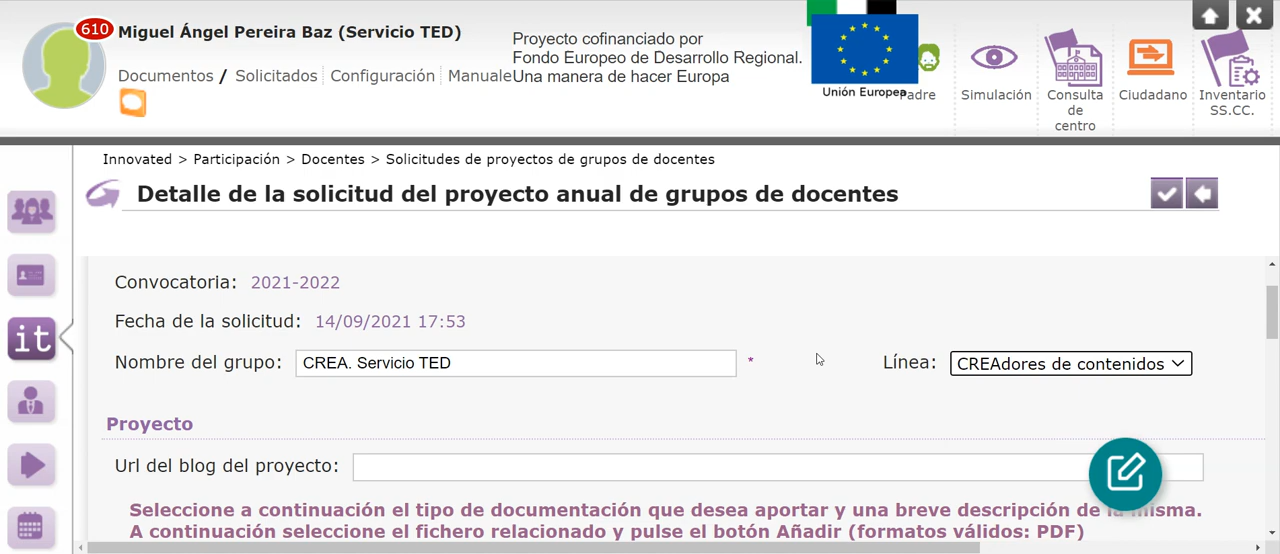 610
Miguel Ángel Pereira Baz (Servicio TED)
Documentos / Solicitados Configuración Manuale
Proyecto cofinanciado por
Fondo Europeo de Desarrollo Regional.
Una manera de hacer Europa
Unión Europea
Padre
Simulación
Consulta
de
centro
Ciudadano
Inventario
SS.CC.
Innovated > Participación > Docentes > Solicitudes de proyectos de grupos de docentes
Detalle de la solicitud del proyecto anual de grupos de docentes
it
Convocatoria: 2021-2022
Fecha de la solicitud: 14/09/2021 17:53
Nombre del grupo: CREA. Servicio TED * Línea: CREAdores de contenidos
Proyecto
Url del blog del proyecto:
Seleccione a continuación el tipo de documentación que desea aportar y una breve descripción de la misma.
A continuación seleccione el fichero relacionado y pulse el botón Añadir (formatos válidos: PDF)